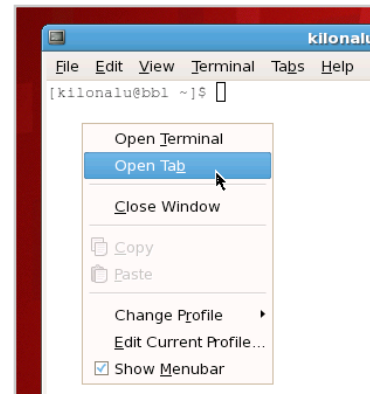 kilonalu
File Edit View Terminal Tabs Help
[kilonalu@bbl ~]$
Open Terminal
Open Tab
Close Window
Copy
Paste
Change Profile
Edit Current Profile...
Show Menubar